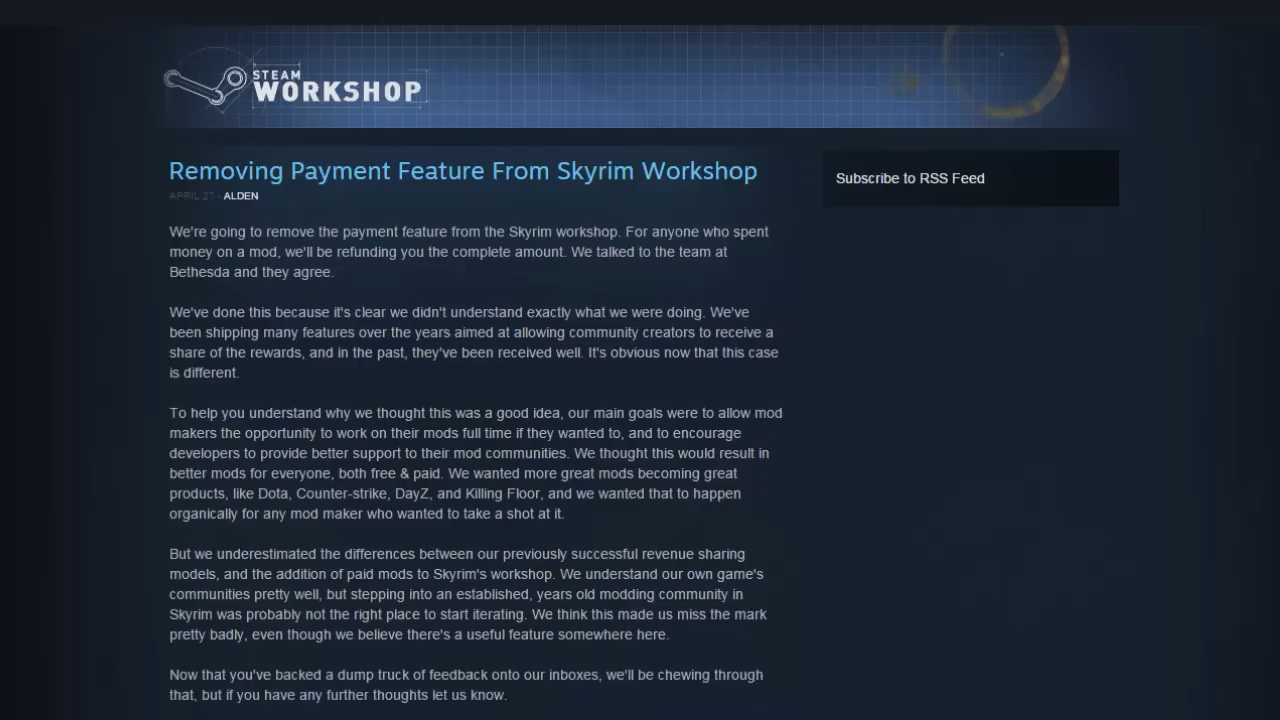 STEAM
WORKSHOP
Removing Payment Feature From Skyrim Workshop
APRIL 27 - ALDEN
Subscribe to RSS Feed
We're going to remove the payment feature from the Skyrim workshop. For anyone who spent
money on a mod, we'll be refunding you the complete amount. We talked to the team at
Bethesda and they agree.
We've done this because it's clear we didn't understand exactly what we were doing. We've
been shipping many features over the years aimed at allowing community creators to receive a
share of the rewards, and in the past, they've been received well. It's obvious now that this case
is different.
To help you understand why we thought this was a good idea, our main goals were to allow mod
makers the opportunity to work on their mods full time if they wanted to, and to encourage
developers to provide better support to their mod communities. We thought this would result in
better mods for everyone, both free & paid. We wanted more great mods becoming great
products, like Dota, Counter-strike, DayZ, and Killing Floor, and we wanted that to happen
organically for any mod maker who wanted to take a shot at it.
But we underestimated the differences between our previously successful revenue sharing
models, and the addition of paid mods to Skyrim's workshop. We understand our own game's
communities pretty well, but stepping into an established, years old modding community in
Skyrim was probably not the right place to start iterating. We think this made us miss the mark
pretty badly, even though we believe there's a useful feature somewhere here.
Now that you've backed a dump truck of feedback onto our inboxes, we'll be chewing through
that, but if you have any further thoughts let us know.